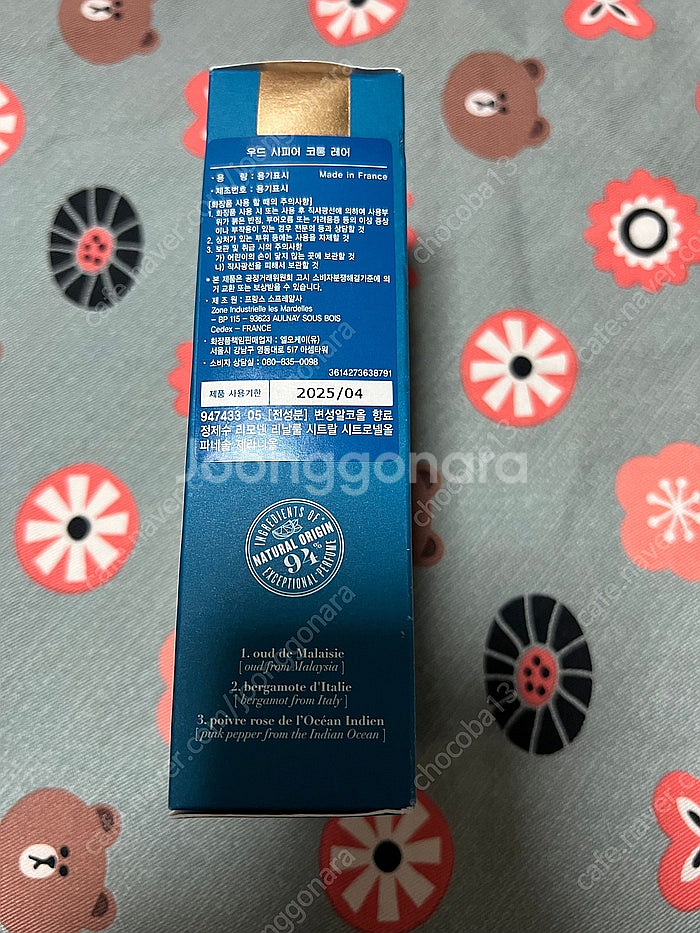 우드 사피어 코롱 레어
· 용 량 : 용기표시 Made in France
· 제조번호 : 용기표시
[화장품 사용 할 때의 주의사항]
1. 화장품 사용 시 또는 사용 후 직사광선에 의하여 사용부
위가 붉은 반점, 부어오름 또는 가려움증 등의 이상 증상
이나 부작용이 있는 경우 전문의 등과 상담할 것
2. 상처가 있는 부위 등에는 사용을 자제할 것
3. 보관 및 취급 시의 주의사항
가) 어린이의 손이 닿지 않는 곳에 보관할 것
나) 직사광선을 피해서 보관할 것
* 본 제품은 공정거래위원회 고시 소비자분쟁해결기준에 의
거 교환 또는 보상받을 수 있습니다.
· 제 조 원 : 프랑스 소프레알사
Zone Industrielle les Mardelles
- BP 115 - 93623 AULNAY SOUS BOIS
Cedex - FRANCE
· 화장품책임판매업자 : 엘오케이(유)
서울시 강남구 영동대로 517 아셈타워
· 소비자 상담실 : 080-835-0098
3614273638791
제품 사용기한 2025/04
947433 05 [전성분] 변성알코올 향료
정제수 리모넨 리날룰 시트랄 시트로넬올
파네솔 제라니올
Joonggonara
INGREDIENTS OF
NATURAL ORIGIN
94%
EXCEPTIONAL PERFUME
1. oud de Malaisie
[ oud from Malaysia ]
2. bergamote d'Italie
[ bergamot from Italy ]
3. poivre rose de l'Océan Indien
[ pink pepper from the Indian Ocean ]